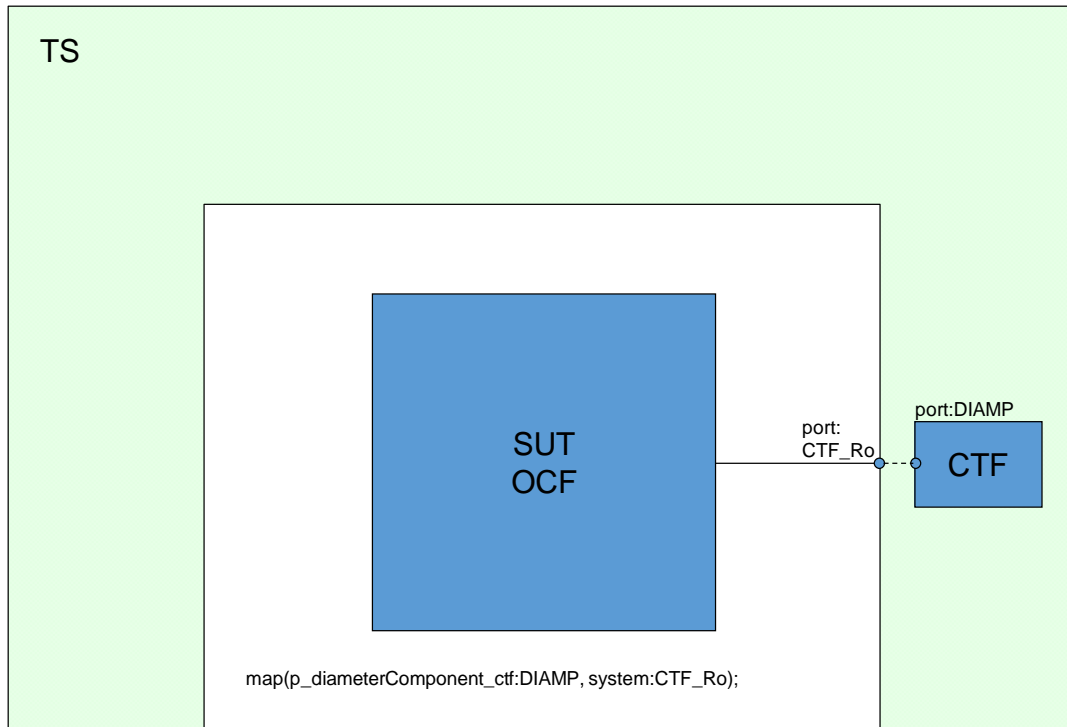 TS
port:DIAMP
port:
CTF_Ro
CTF
SUT
OCF
map(p_diameterComponent_ctf:DIAMP, system:CTF_Ro);